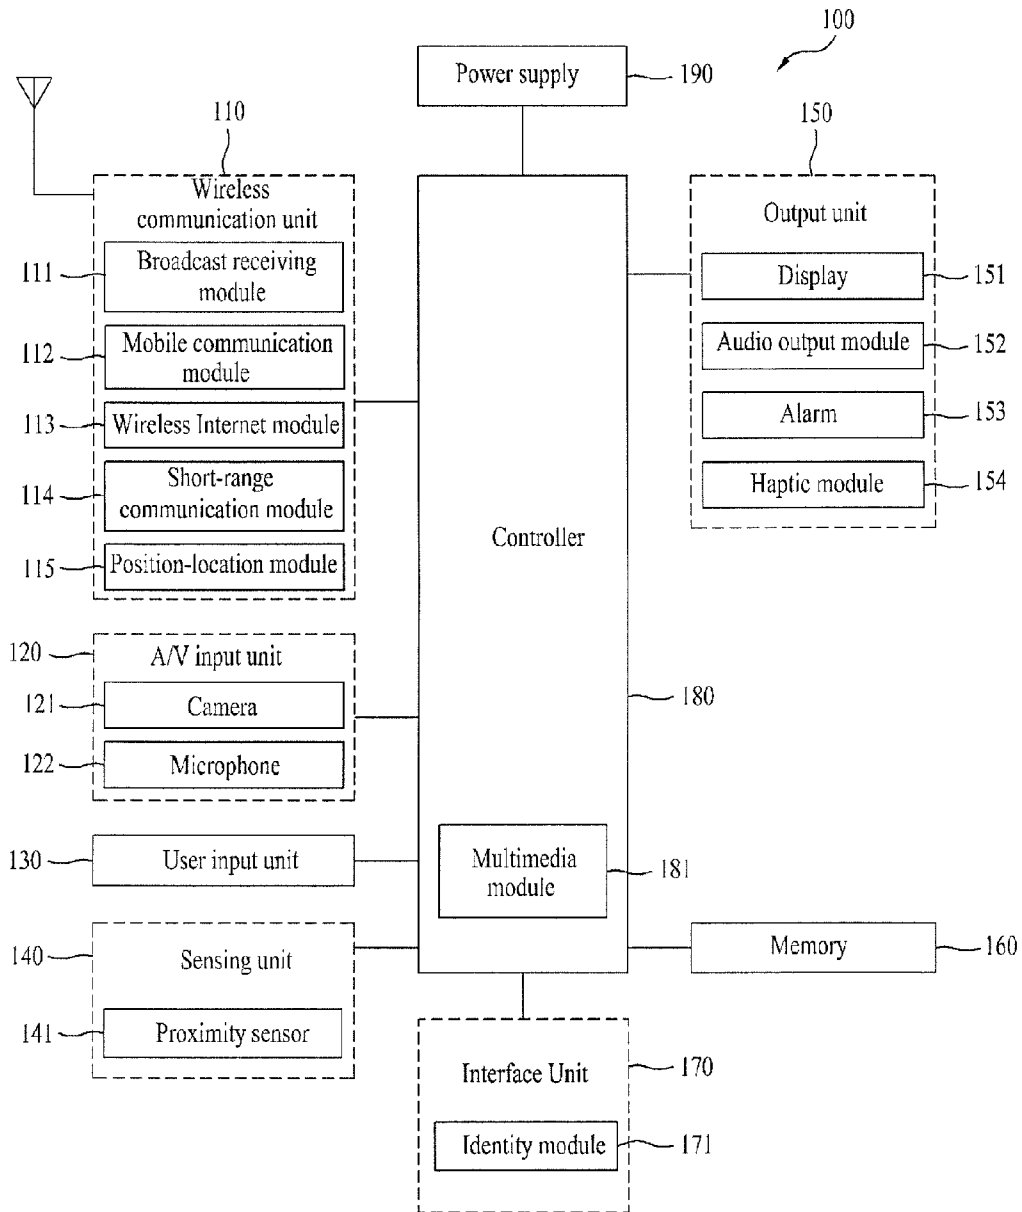 100
Power supply
190
110
Wireless
communication unit
111
Broadcast receiving
module
112
Mobile communication
module
113
Wireless Internet module
114
Short-range
communication module
115
Position-location module
120
A/V input unit
121
Camera
122
Microphone
130
User input unit
140
Sensing unit
141
Proximity sensor
Controller
180
Multimedia
module
181
150
Output unit
Display
151
Audio output module
152
Alarm
153
Haptic module
154
Memory
160
Interface Unit
170
Identity module
171